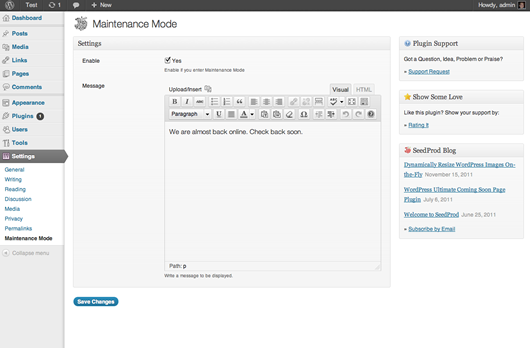 Test
1
New
Howdy, admin
Dashboard
Posts
Media
Links
Pages
Comments
Appearance
Plugins 1
Users
Tools
Settings
General
Writing
Reading
Discussion
Media
Privacy
Permalinks
Maintenance Mode
Collapse menu
Maintenance Mode
Settings
Enable
Yes
Enable if you enter Maintenance Mode
Message
Upload/Insert
Visual
HTML
B I ABC
Paragraph U A
We are almost back online. Check back soon.
Path: p
Write a message to be displayed.
Save Changes
Plugin Support
Got a Question, Idea, Problem or Praise?
» Support Request
Show Some Love
Like this plugin? Show your support by:
» Rating It
SeedProd Blog
Dynamically Resize WordPress Images On-
the-Fly November 15, 2011
WordPress Ultimate Coming Soon Page
Plugin July 6, 2011
Welcome to SeedProd June 23, 2011
» Subscribe by Email